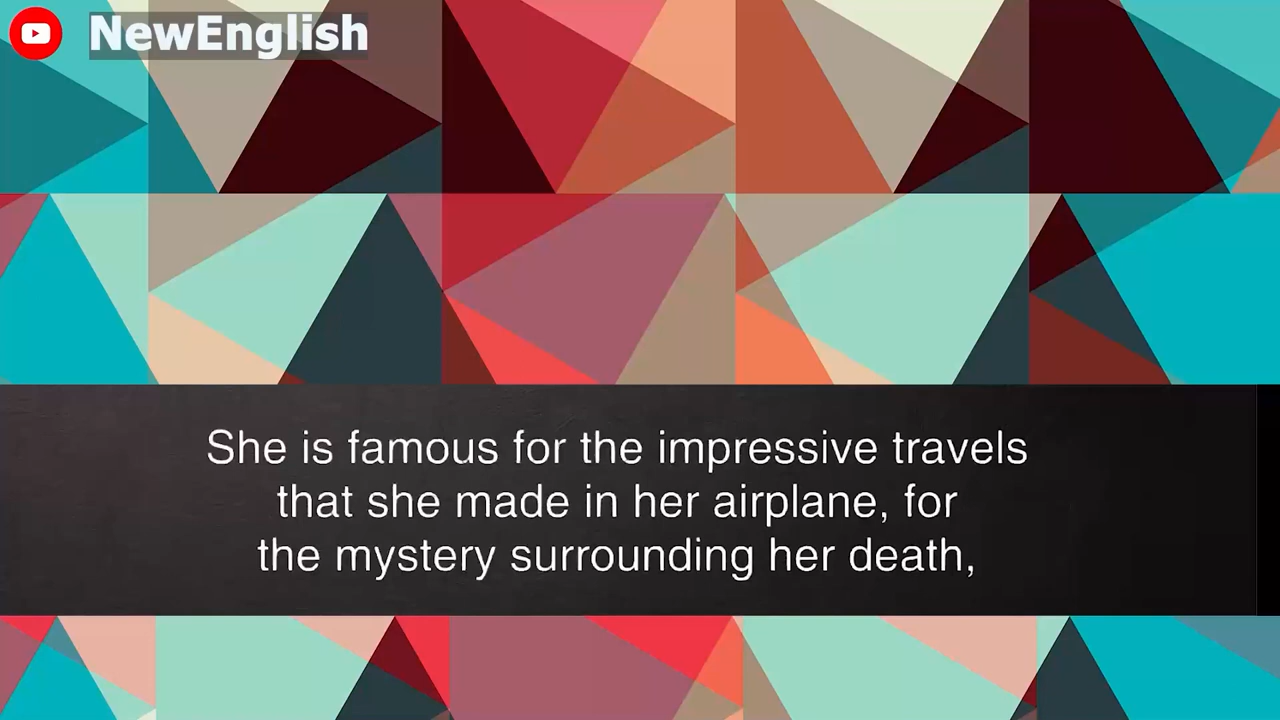 NewEnglish
She is famous for the impressive travels
that she made in her airplane, for
the mystery surrounding her death,